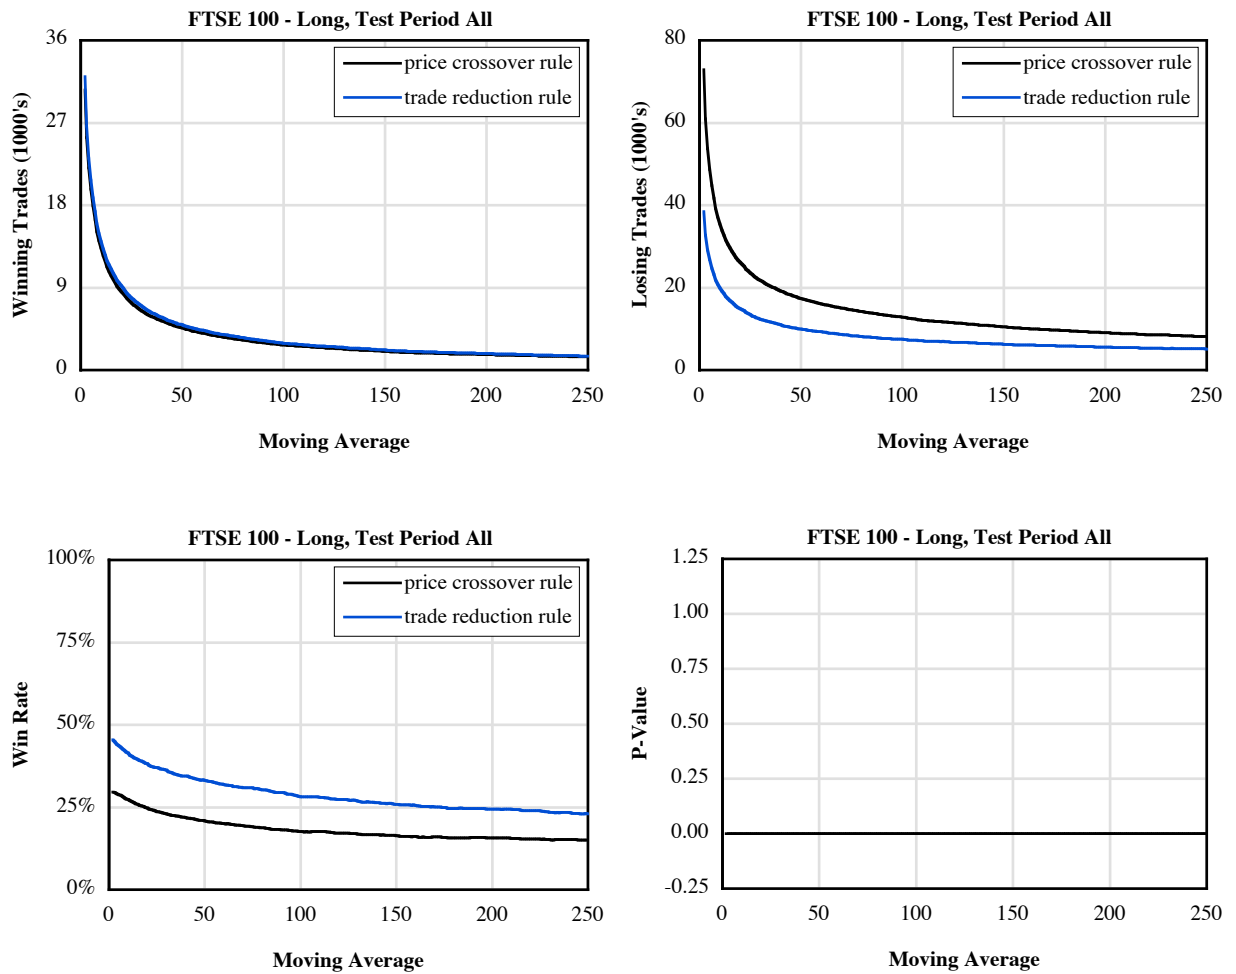 FTSE 100 - Long, Test Period All
36
27
18
9
0
Winning Trades (1000's)
price crossover rule
trade reduction rule
0 50 100 150 200 250
Moving Average
FTSE 100 - Long, Test Period All
80
60
40
20
0
Losing Trades (1000's)
price crossover rule
trade reduction rule
0 50 100 150 200 250
Moving Average
FTSE 100 - Long, Test Period All
100%
75%
50%
25%
0%
Win Rate
price crossover rule
trade reduction rule
0 50 100 150 200 250
Moving Average
FTSE 100 - Long, Test Period All
1.25
1.00
0.75
0.50
0.25
0.00
-0.25
P-Value
0 50 100 150 200 250
Moving Average